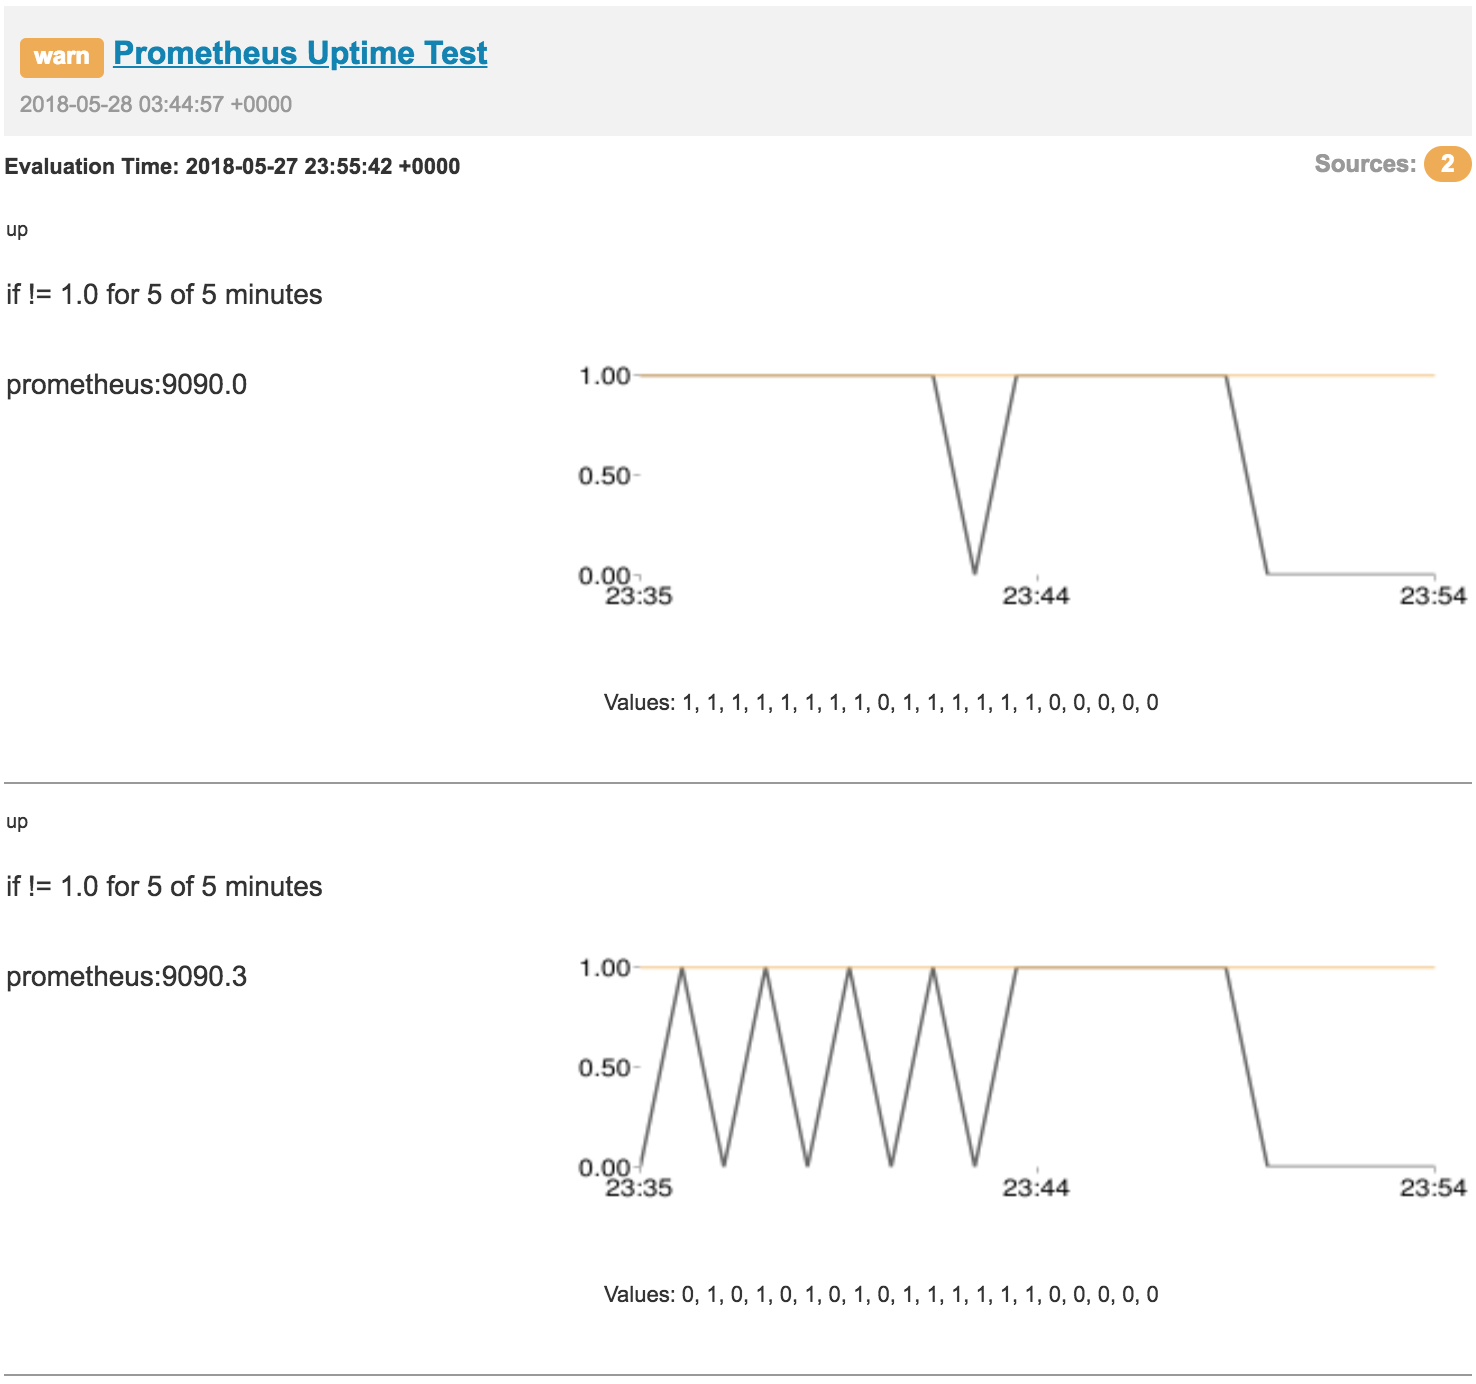 warn Prometheus Uptime Test
2018-05-28 03:44:57 +0000
Evaluation Time: 2018-05-27 23:55:42 +0000
Sources: 2
up
if != 1.0 for 5 of 5 minutes
prometheus:9090.0
1.00
0.50
0.00
23:35 23:44 23:54
Values: 1, 1, 1, 1, 1, 1, 1, 1, 0, 1, 1, 1, 1, 1, 1, 0, 0, 0, 0, 0
up
if != 1.0 for 5 of 5 minutes
prometheus:9090.3
1.00
0.50
0.00
23:35 23:44 23:54
Values: 0, 1, 0, 1, 0, 1, 0, 1, 0, 1, 1, 1, 1, 1, 1, 0, 0, 0, 0, 0